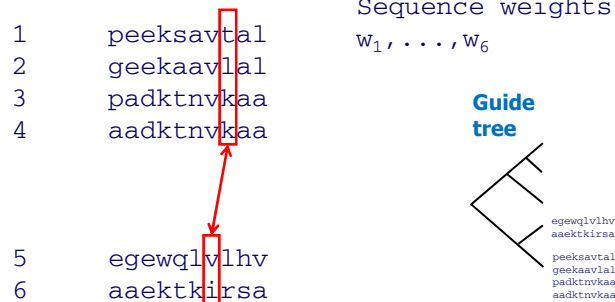 Sequence weights
1 peeksavtal
w1,...,w6
2 geekaavlal
3 padktnvkaa
4 aadktnvkaa
Guide
tree
egewqlvlhv
aaektkirsa
5 egewqlvlhv
6 aaektkirsa
peeksavtal
geekaavlal
padktnvkaa
aadktnvkaa